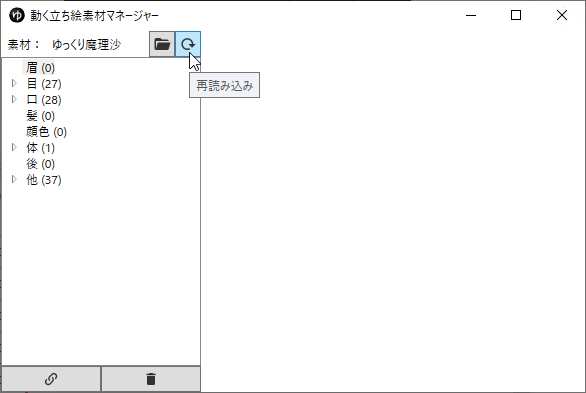 ゆ 動く立ち絵素材マネージャー
素材： ゆっくり魔理沙
再読み込み
眉 (0)
目 (27)
口 (28)
髪 (0)
顔色 (0)
体 (1)
後 (0)
他 (37)